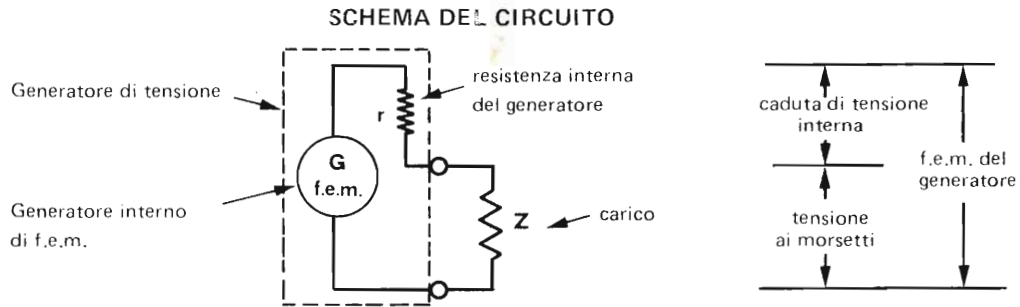 SCHEMA DEL CIRCUITO
Generatore di tensione
resistenza interna
del generatore
r
G
f.e.m.
Generatore interno
di f.e.m.
Z
carico
caduta di tensione
interna
f.e.m. del
generatore
tensione
ai morsetti